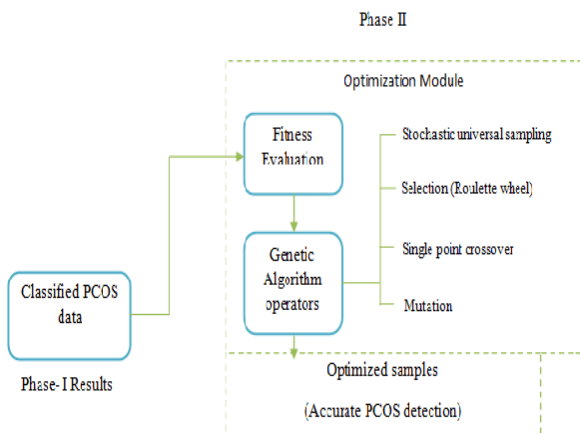 Phase II
Optimization Module
Fitness
Evaluation
Stochastic universal sampling
Selection (Roulette wheel)
Genetic
Algorithm
operators
Single point crossover
Mutation
Classified PCOS
data
Phase- I Results
Optimized samples
(Accurate PCOS detection)